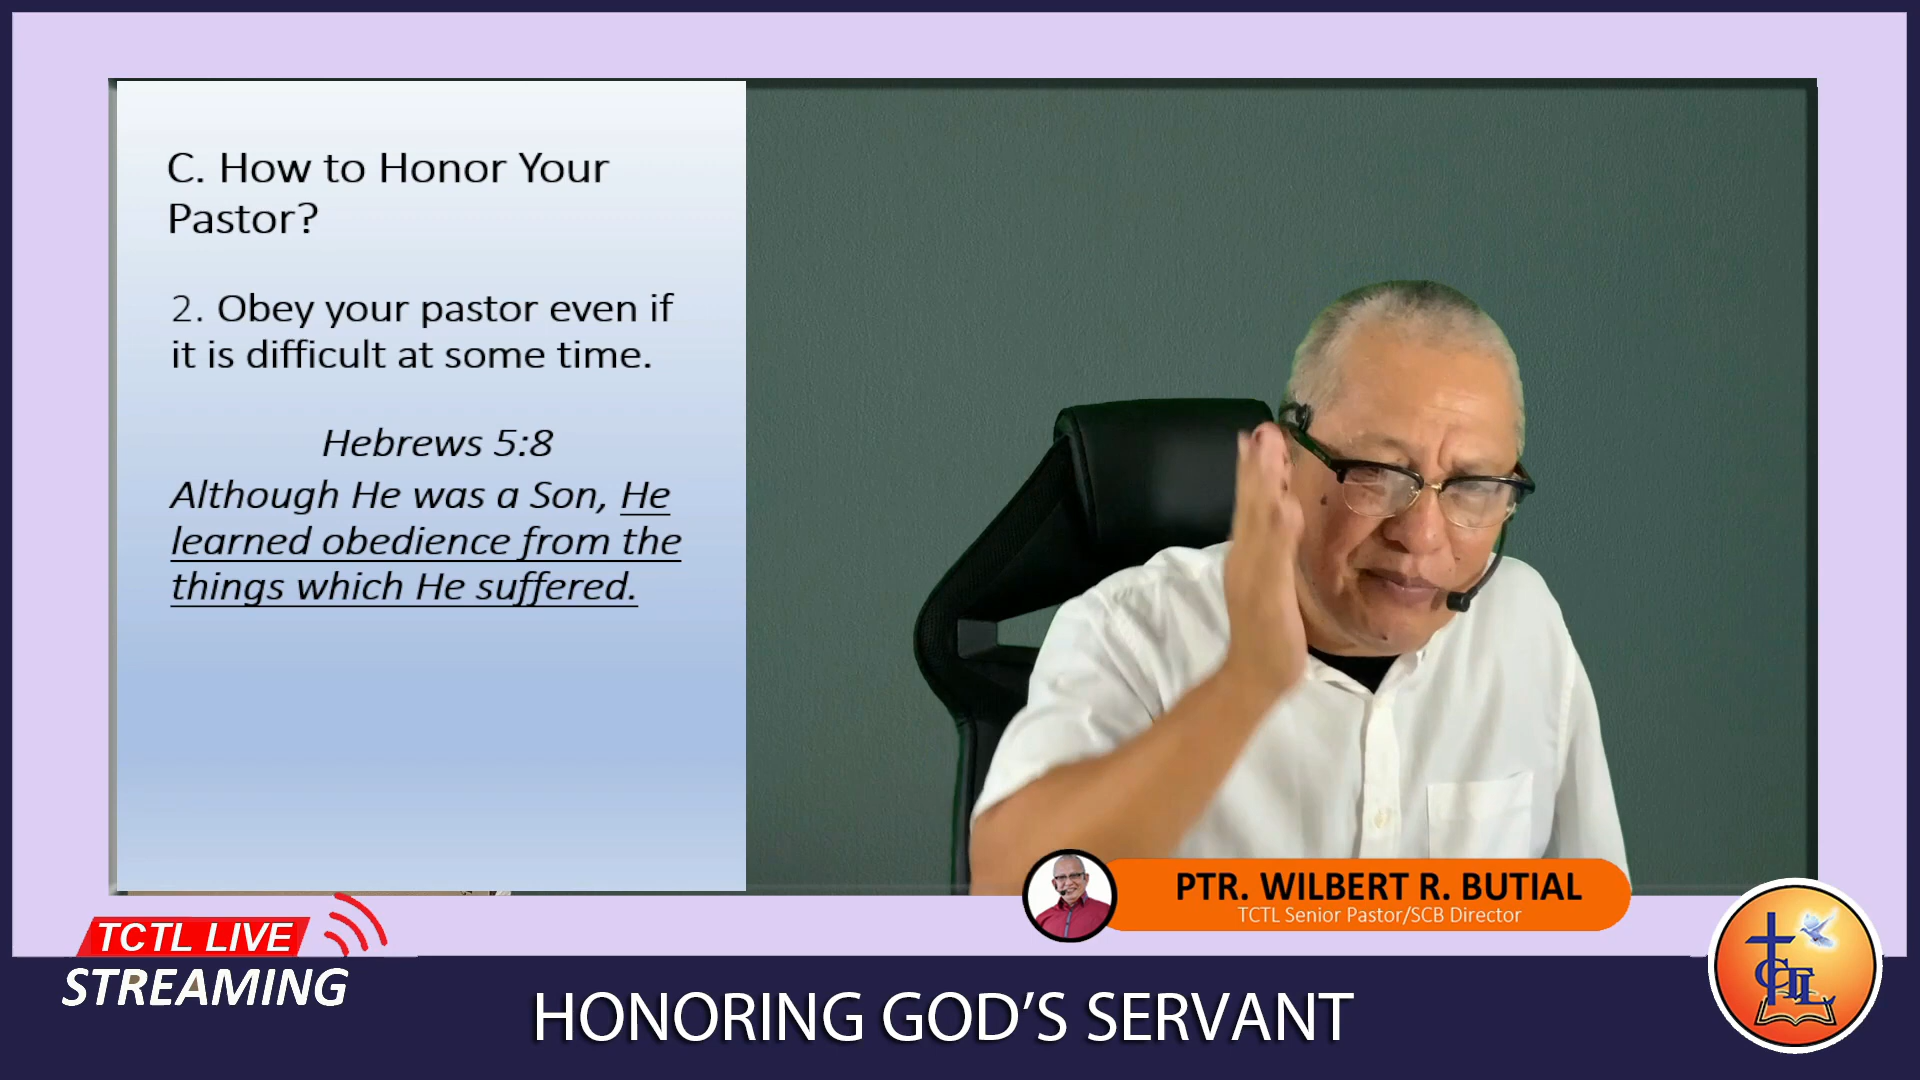 C. How to Honor Your
Pastor?
2. Obey your pastor even if
it is difficult at some time.
Hebrews 5:8
Although He was a Son, He
learned obedience from the
things which He suffered.
PTR. WILBERT R. BUTIAL
TCTL Senior Pastor/SCB Director
TCTL LIVE
STREAMING
HONORING GOD'S SERVANT